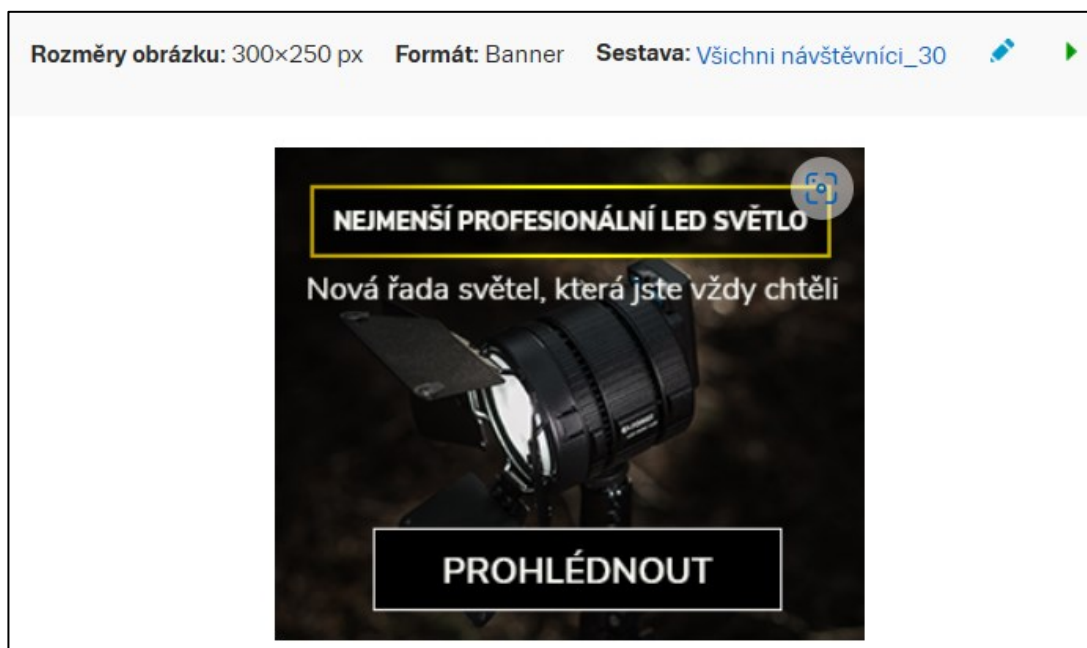 Rozměry obrázku: 300×250 px Formát: Banner Sestava: Všichni návštěvníci_30
NEJMENŠÍ PROFESIONÁLNÍ LED SVĚTLO
Nová řada světel, která jste vždy chtěli
PROHLÉDNOUT